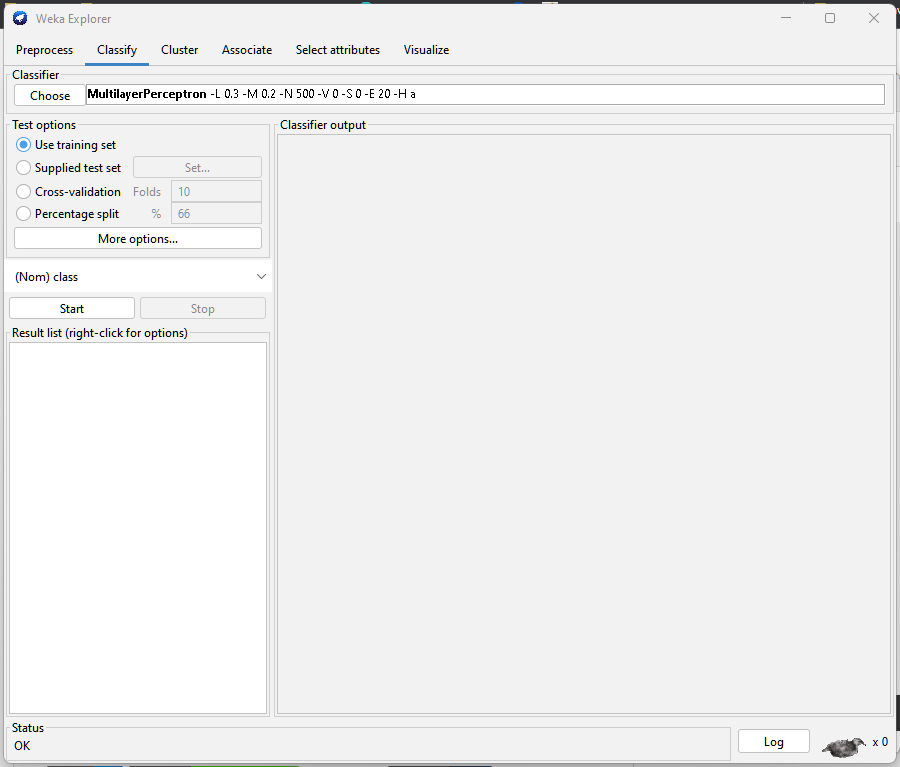 Weka Explorer
Preprocess Classify Cluster Associate Select attributes Visualize
Classifier
Choose MultilayerPerceptron -L 0.3 -M 0.2 -N 500 -V 0 -S 0 -E 20 -H a
Test options
Use training set
Supplied test set Set...
Cross-validation Folds 10
Percentage split % 66
More options...
(Nom) class
Start Stop
Result list (right-click for options)
Classifier output
Status
OK
Log x 0